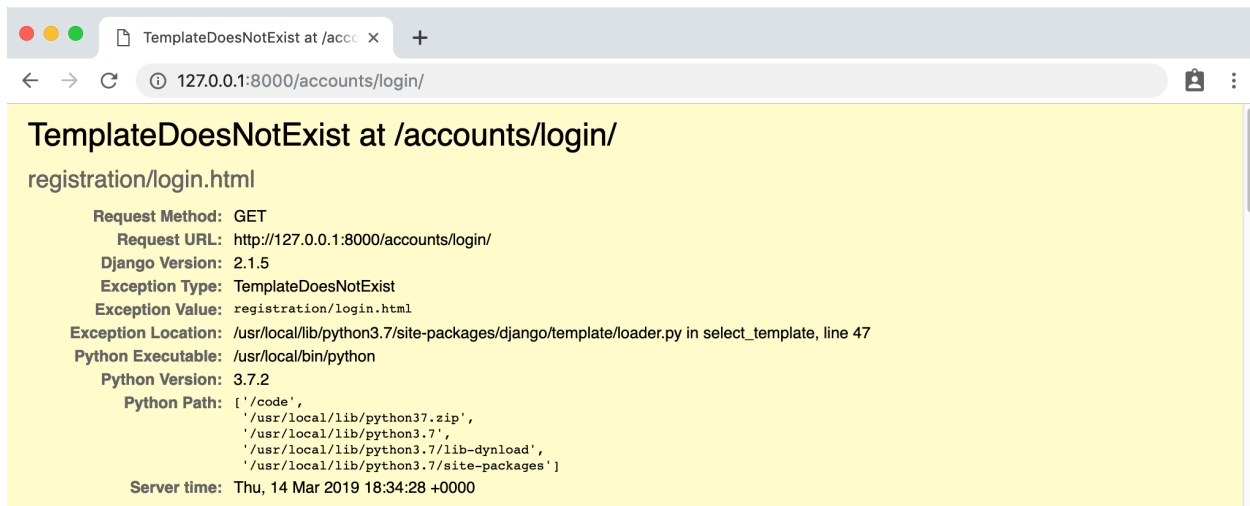 TemplateDoesNotExist at /acco
127.0.0.1:8000/accounts/login/
TemplateDoesNotExist at /accounts/login/
registration/login.html
Request Method: GET
Request URL: http://127.0.0.1:8000/accounts/login/
Django Version: 2.1.5
Exception Type: TemplateDoesNotExist
Exception Value: registration/login.html
Exception Location: /usr/local/lib/python3.7/site-packages/django/template/loader.py in select_template, line 47
Python Executable: /usr/local/bin/python
Python Version: 3.7.2
Python Path: ['/code',
'/usr/local/lib/python37.zip',
'/usr/local/lib/python3.7',
'/usr/local/lib/python3.7/lib-dynload',
'/usr/local/lib/python3.7/site-packages']
Server time: Thu, 14 Mar 2019 18:34:28 +0000